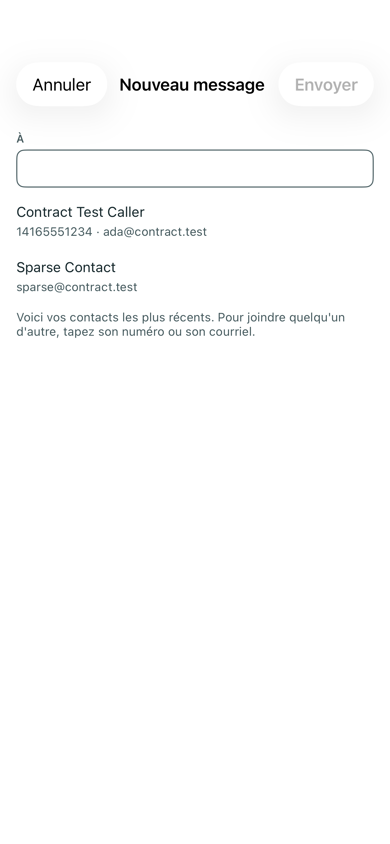 Annuler
Nouveau message
Envoyer
À
Contract Test Caller
14165551234 · ada@contract.test
Sparse Contact
sparse@contract.test
Voici vos contacts les plus récents. Pour joindre quelqu'un
d'autre, tapez son numéro ou son courriel.